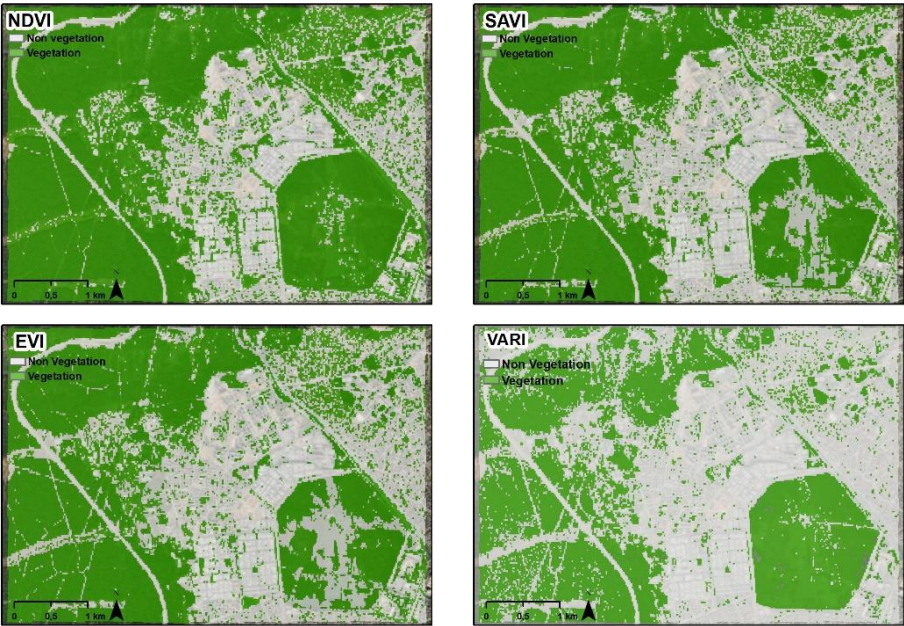 NDVI
Non vegetation
Vegetation
0 0,5 1 km
SAVI
Non Vegetation
Vegetation
0 0,5 1 km
EVI
Non Vegetation
Vegetation
0 0,5 1 km
VARI
Non Vegetation
Vegetation
0 0,5 1 km